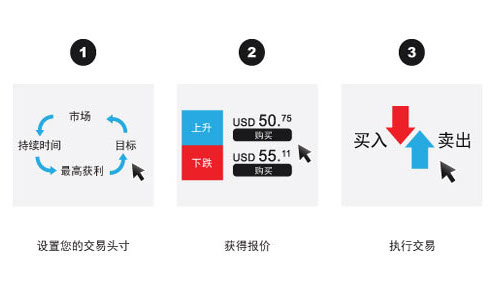 1
2
3
市场
持续时间
目标
最高获利
上升
USD 50.75
购买
下跌
USD 55.11
购买
买入
卖出
设置您的交易头寸
获得报价
执行交易